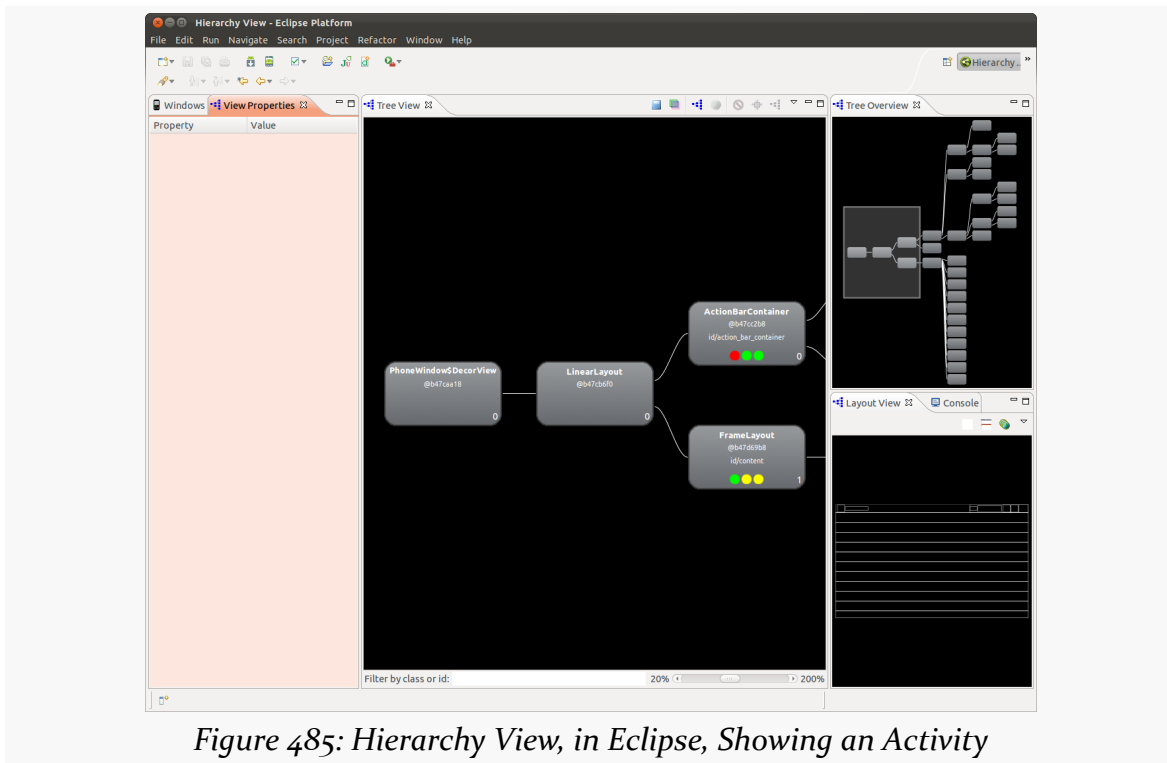 Hierarchy View - Eclipse Platform
File Edit Run Navigate Search Project Refactor Window Help
Hierarchy .. »
Windows View Properties
Tree View
Tree Overview
Property Value
ActionBarContainer
@b47cc2b8
id/action_bar_container
0
PhoneWindow$DecorView
@b47caa18
0
LinearLayout
@b47cb6f0
0
FrameLayout
@b47d69b8
id/content
1
Layout View Console
Filter by class or id: 20% 200%
Figure 485: Hierarchy View, in Eclipse, Showing an Activity